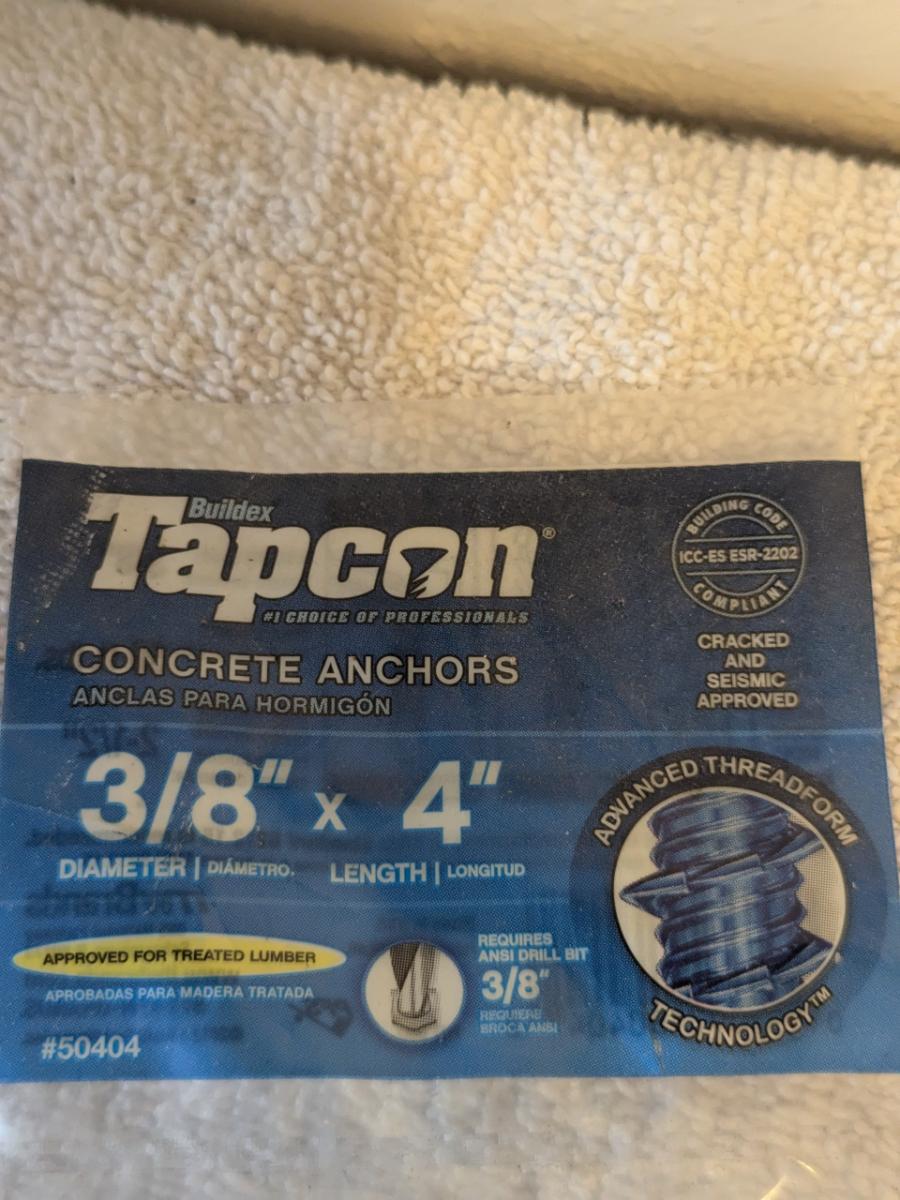 Buildex
Tapcon®
#1 CHOICE OF PROFESSIONALS
BUILDING CODE
ICC-ES ESR-2202
COMPLIANT
CRACKED
AND
SEISMIC
APPROVED
CONCRETE ANCHORS
ANCLAS PARA HORMIGÓN
3/8" x 4"
DIAMETER | DIÁMETRO. LENGTH | LONGITUD
ADVANCED THREADFORM
TECHNOLOGY™
APPROVED FOR TREATED LUMBER
APROBADAS PARA MADERA TRATADA
#50404
REQUIRES
ANSI DRILL BIT
3/8"
REQUIERE
BROCA ANSI